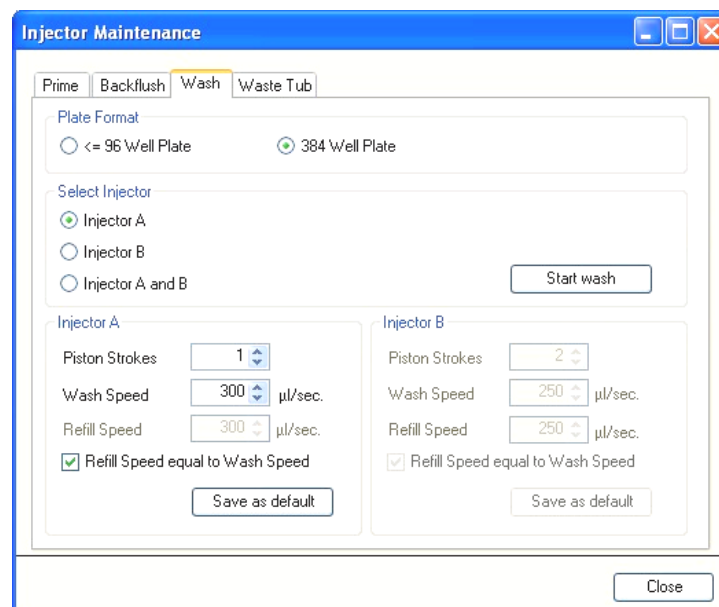 Injector Maintenance
Prime Backflush Wash Waste Tub
Plate Format
<= 96 Well Plate 384 Well Plate
Select Injector
Injector A
Injector B
Injector A and B
Start wash
Injector A
Piston Strokes 1
Wash Speed 300 µl/sec.
Refill Speed 300 µl/sec.
Refill Speed equal to Wash Speed
Save as default
Injector B
Piston Strokes 2
Wash Speed 250 µl/sec.
Refill Speed 250 µl/sec.
Refill Speed equal to Wash Speed
Save as default
Close